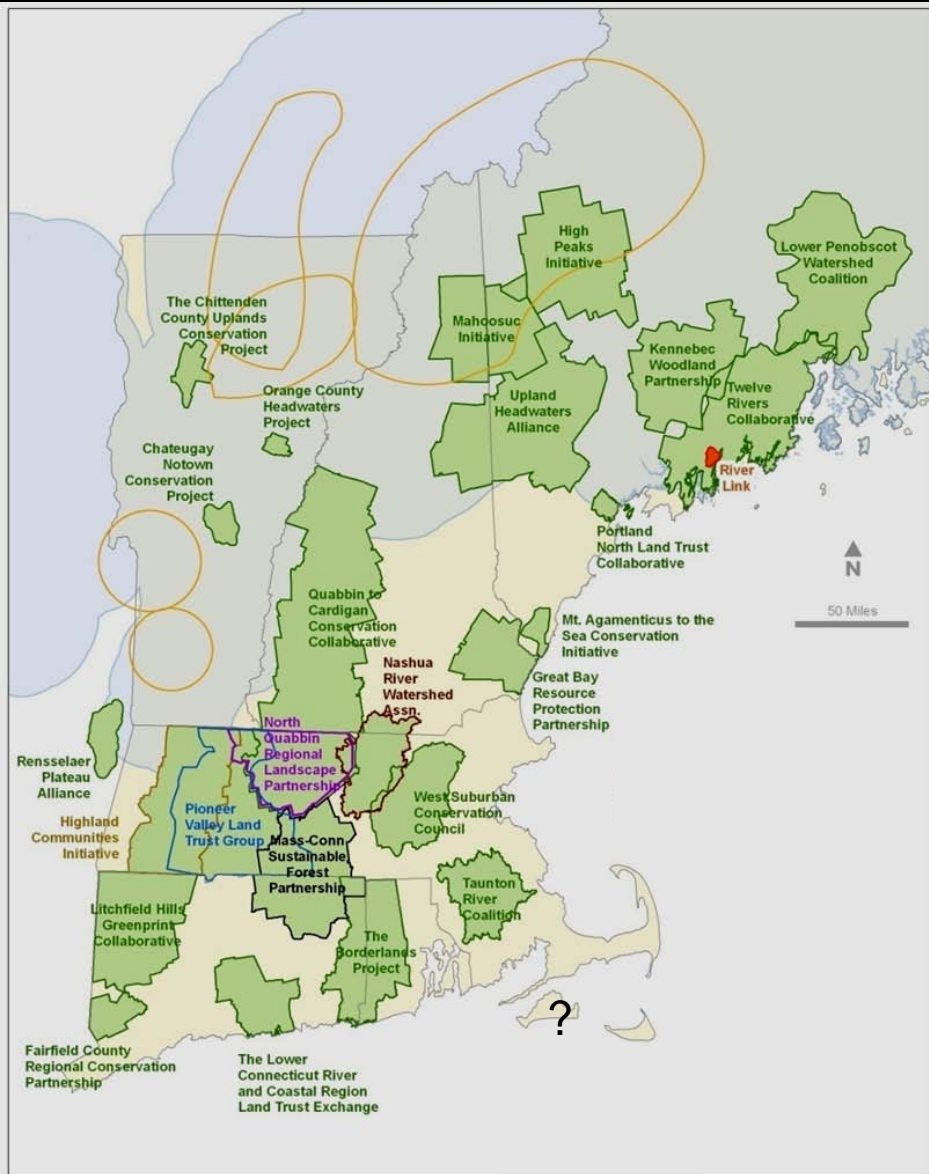 High
Peaks
Initiative
Lower Penobscot
Watershed
Coalition
The Chittenden
County Uplands
Conservation
Project
Mahoosuc
Initiative
Kennebec
Woodland
Partnership
Twelve
Rivers
Collaborative
Upland
Headwaters
Alliance
Orange County
Headwaters
Project
Chateugay
Notown
Conservation
Project
River
Link
Portland
North Land Trust
Collaborative
N
50 Miles
Quabbin to
Cardigan
Conservation
Collaborative
Mt. Agamenticus to the
Sea Conservation
Initiative
Great Bay
Resource
Protection
Partnership
Nashua
River
Watershed
Assn.
North
Quabbin
Regional
Landscape
Partnership
Rensselaer
Plateau
Alliance
Highland
Communities
Initiative
Pioneer
Valley Land
Trust Group
West Suburban
Conservation
Council
Mass-Conn
Sustainable
Forest
Partnership
Taunton
River
Coalition
Litchfield Hills
Greenprint
Collaborative
The
Borderlands
Project
?
Fairfield County
Regional Conservation
Partnership
The Lower
Connecticut River
and Coastal Region
Land Trust Exchange